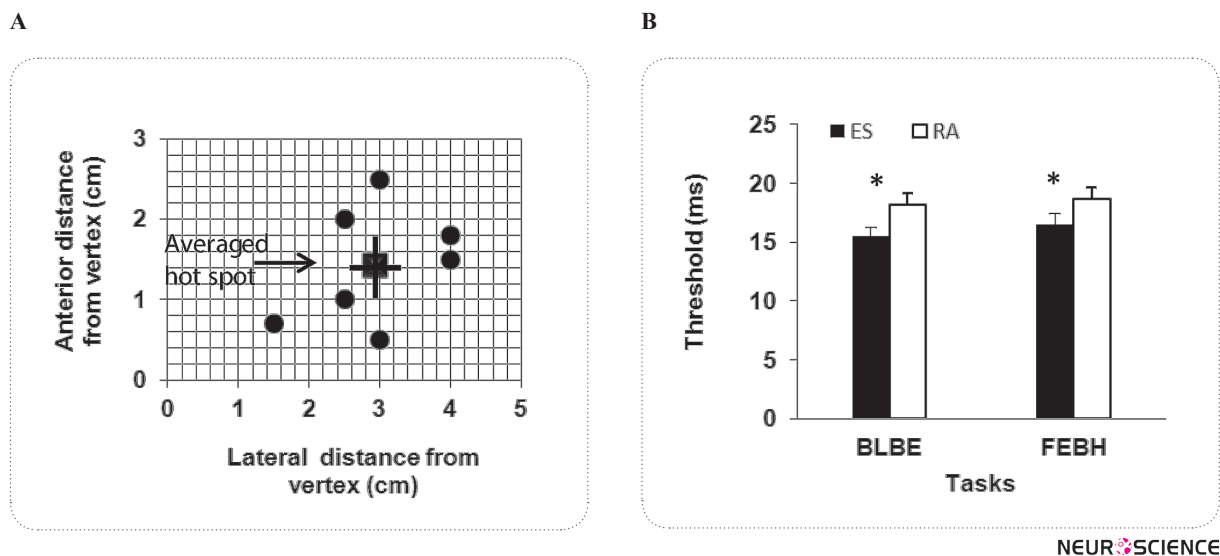 A
Anterior distance
from vertex (cm)
3
2
1
0
Averaged
hot spot
0 1 2 3 4 5
Lateral distance from
vertex (cm)
B
Threshold (ms)
25
20
15
10
5
0
ES RA
* *
BLBE FEBH
Tasks
NEUROSCIENCE